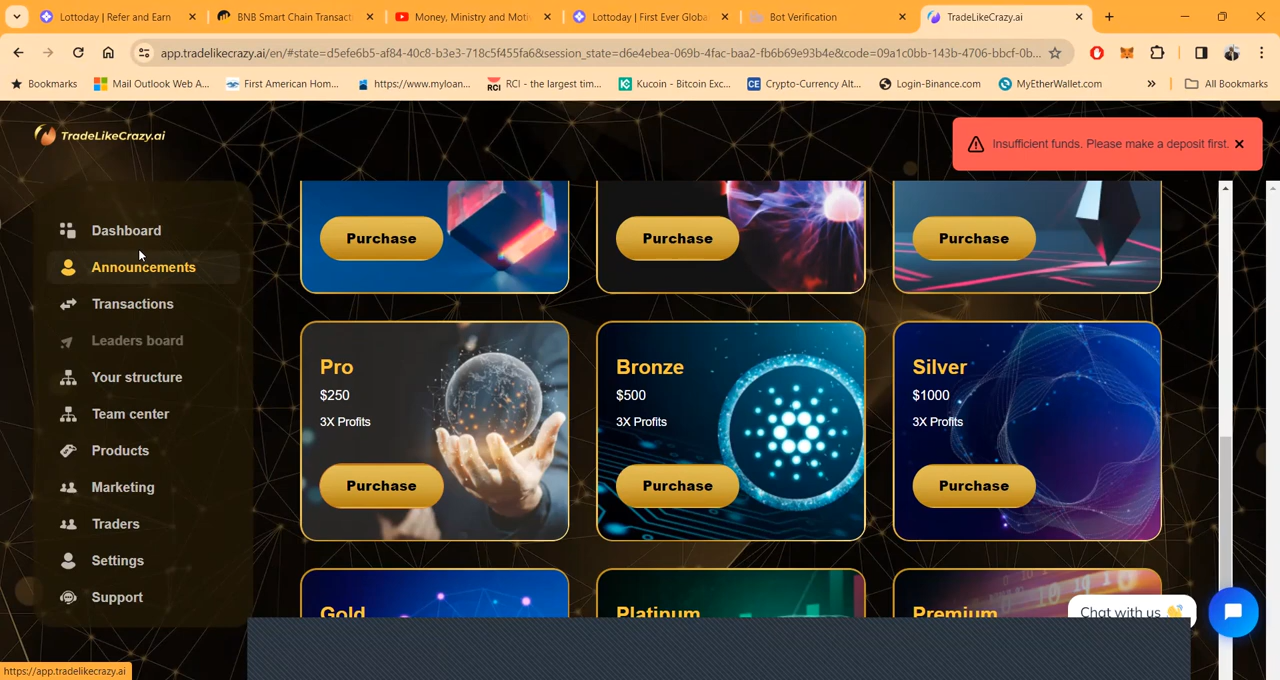 Lottoday | Refer and Earn
BNB Smart Chain Transact
Money, Ministry and Moti
Lottoday | First Ever Globa
Bot Verification
TradeLikeCrazy.ai
app.tradelikecrazy.ai/en/#state=d5efe6b5-af84-40c8-b3e3-718c5f455fa6&session_state=d6e4ebea-069b-4fac-baa2-fb6b69e93b4e&code=09a1c0bb-143b-4706-bbcf-0b...
Bookmarks
Mail Outlook Web A...
First American Hom...
https://www.myloan...
RCI
RCI - the largest tim...
Kucoin - Bitcoin Exc...
CE
Crypto-Currency Alt...
Login-Binance.com
MyEtherWallet.com
»
All Bookmarks
TradeLikeCrazy.ai
Insufficient funds. Please make a deposit first.
Dashboard
Announcements
Transactions
Leaders board
Your structure
Team center
Products
Marketing
Traders
Settings
Support
Purchase
Purchase
Purchase
Pro
$250
3X Profits
Purchase
Bronze
$500
3X Profits
Purchase
Silver
$1000
3X Profits
Purchase
Gold
Platinum
Premium
Chat with us 👋
https://app.tradelikecrazy.ai